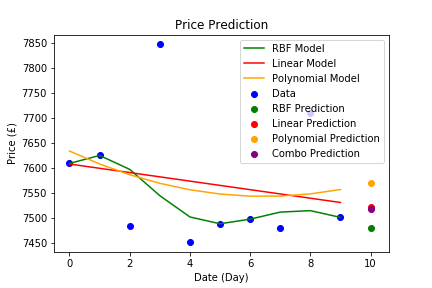 Price Prediction
7850
7800
7750
7700
7650
7600
7550
7500
7450
Price (£)
RBF Model
Linear Model
Polynomial Model
Data
RBF Prediction
Linear Prediction
Polynomial Prediction
Combo Prediction
0
2
4
6
8
10
Date (Day)